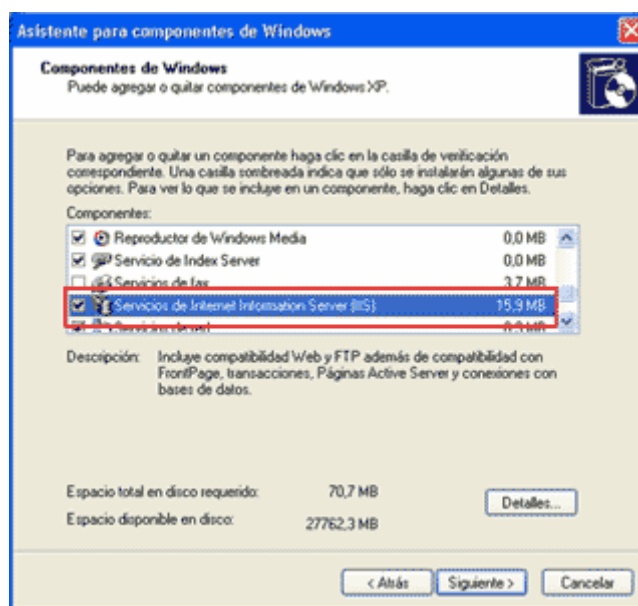 Asistente para componentes de Windows
Componentes de Windows
Puede agregar o quitar componentes de Windows XP.
Para agregar o quitar un componente haga clic en la casilla de verificación
correspondiente. Una casilla sombreada indica que sólo se instalarán algunas de sus
opciones. Para ver lo que se incluye en un componente, haga clic en Detalles.
Componentes:
Reproductor de Windows Media 0,0 MB
Servicio de Index Server 0,0 MB
Servicios de fax 3,7 MB
Servicios de Internet Information Server (IIS) 15,9 MB
Servicios de red 0,9 MB
Descripción: Incluye compatibilidad Web y FTP además de compatibilidad con
FrontPage, transacciones, Páginas Active Server y conexiones con
bases de datos.
Espacio total en disco requerido: 70,7 MB
Detalles...
Espacio disponible en disco: 27762,3 MB
< Atrás Siguiente > Cancelar